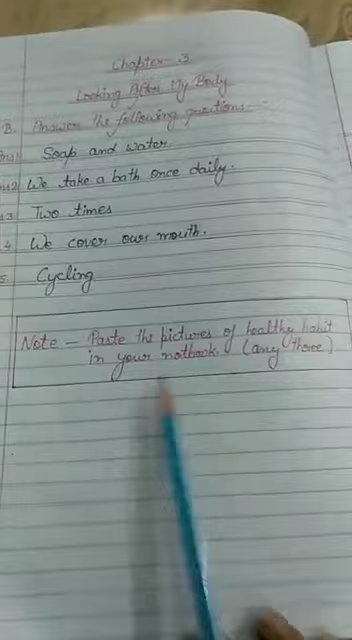 Chapter - 3
Looking After My Body
B. Answer the following questions:-
Ans1 Soap and water
Ans2 We take a bath once daily.
Ans3 Two times
4 We cover our mouth.
5. Cycling
Note - Paste the pictures of healthy habit
in your notbook. (any three)